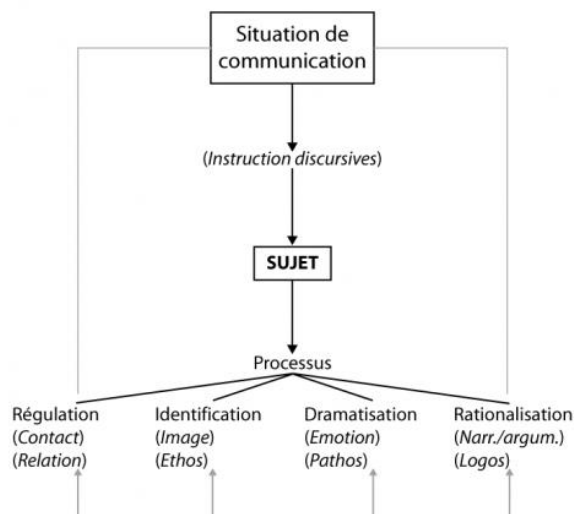 Situation de
communication
(Instruction discursives)
SUJET
Processus
Régulation
(Contact)
(Relation)
Identification
(Image)
(Ethos)
Dramatisation
(Emotion)
(Pathos)
Rationalisation
(Narr./argum.)
(Logos)